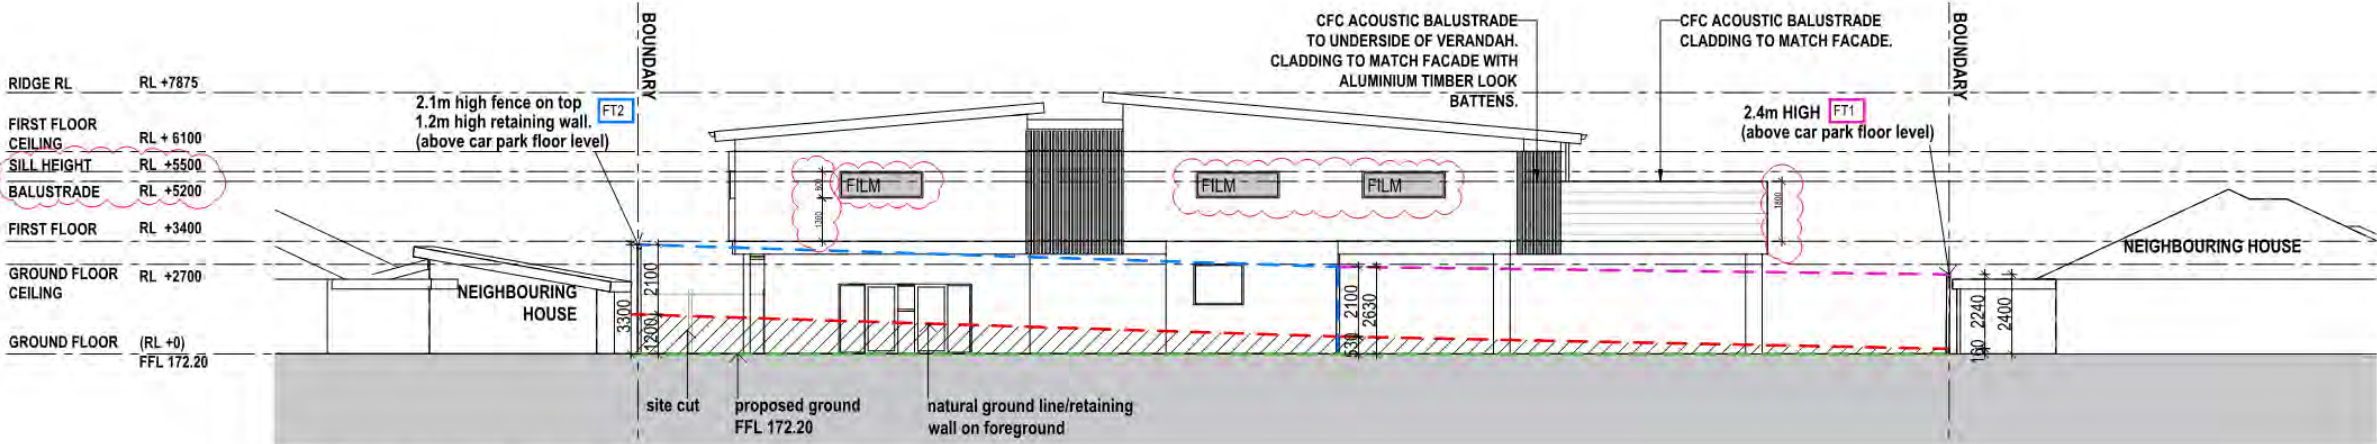 CFC ACOUSTIC BALUSTRADE
TO UNDERSIDE OF VERANDAH.
CLADDING TO MATCH FACADE WITH
ALUMINIUM TIMBER LOOK
BATTENS.
CFC ACOUSTIC BALUSTRADE
CLADDING TO MATCH FACADE.
BOUNDARY
BOUNDARY
RIDGE RL RL +7875
2.1m high fence on top
1.2m high retaining wall.
(above car park floor level)
FT2
2.4m HIGH FT1
(above car park floor level)
FIRST FLOOR
CEILING RL + 6100
SILL HEIGHT RL +5500
BALUSTRADE RL +5200
FILM
FILM
FILM
1800
FIRST FLOOR RL +3400
NEIGHBOURING HOUSE
GROUND FLOOR
CEILING
RL +2700
NEIGHBOURING
HOUSE
3300
2100
1200
2100
530
2630
2240
160
2400
GROUND FLOOR (RL +0)
FFL 172.20
site cut
proposed ground
FFL 172.20
natural ground line/retaining
wall on foreground